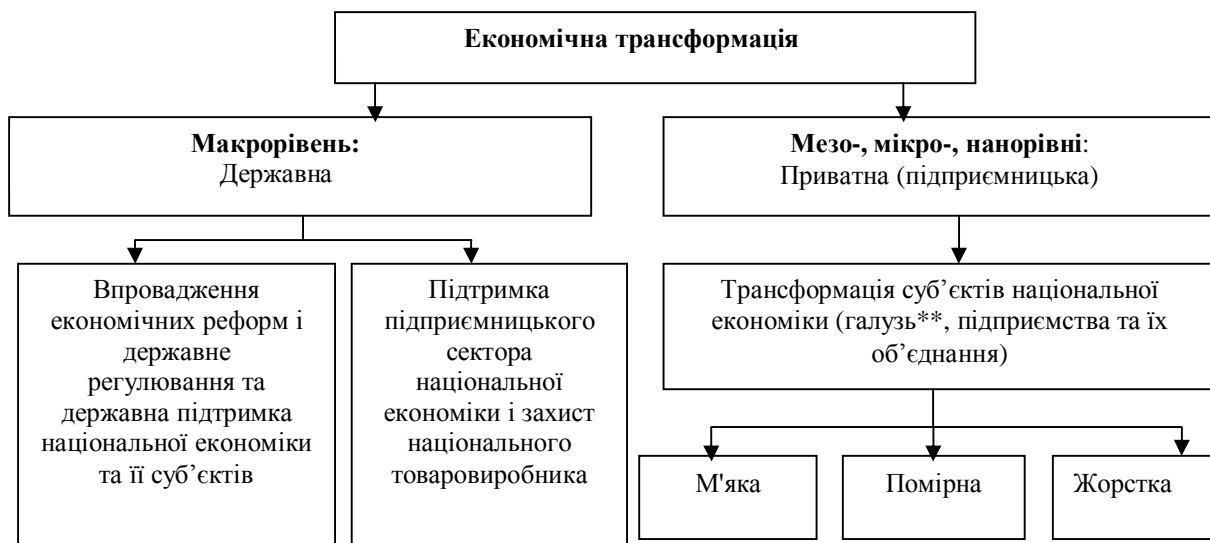 Економічна трансформація
Макрорівень:
Державна
Мезо-, мікро-, нанорівні:
Приватна (підприємницька)
Впровадження
економічних реформ і
державне
регулювання та
державна підтримка
національної економіки
та її суб’єктів
Підтримка
підприємницького
сектора
національної
економіки і захист
національного
товаровиробника
Трансформація суб’єктів національної
економіки (галузь**, підприємства та їх
об’єднання)
М'яка
Помірна
Жорстка